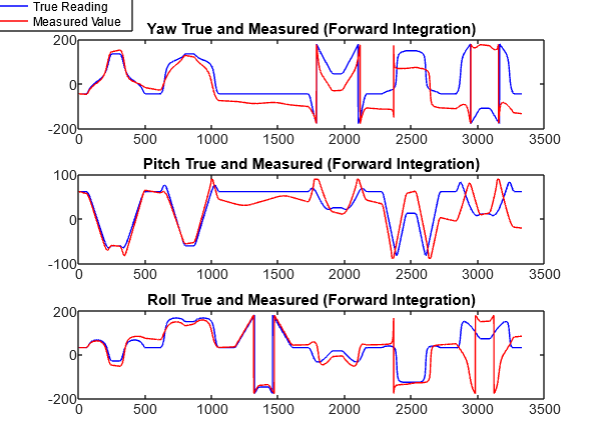 True Reading
Measured Value
Yaw True and Measured (Forward Integration)
200
0
-200
0 500 1000 1500 2000 2500 3000 3500
Pitch True and Measured (Forward Integration)
100
0
-100
0 500 1000 1500 2000 2500 3000 3500
Roll True and Measured (Forward Integration)
200
0
-200
0 500 1000 1500 2000 2500 3000 3500